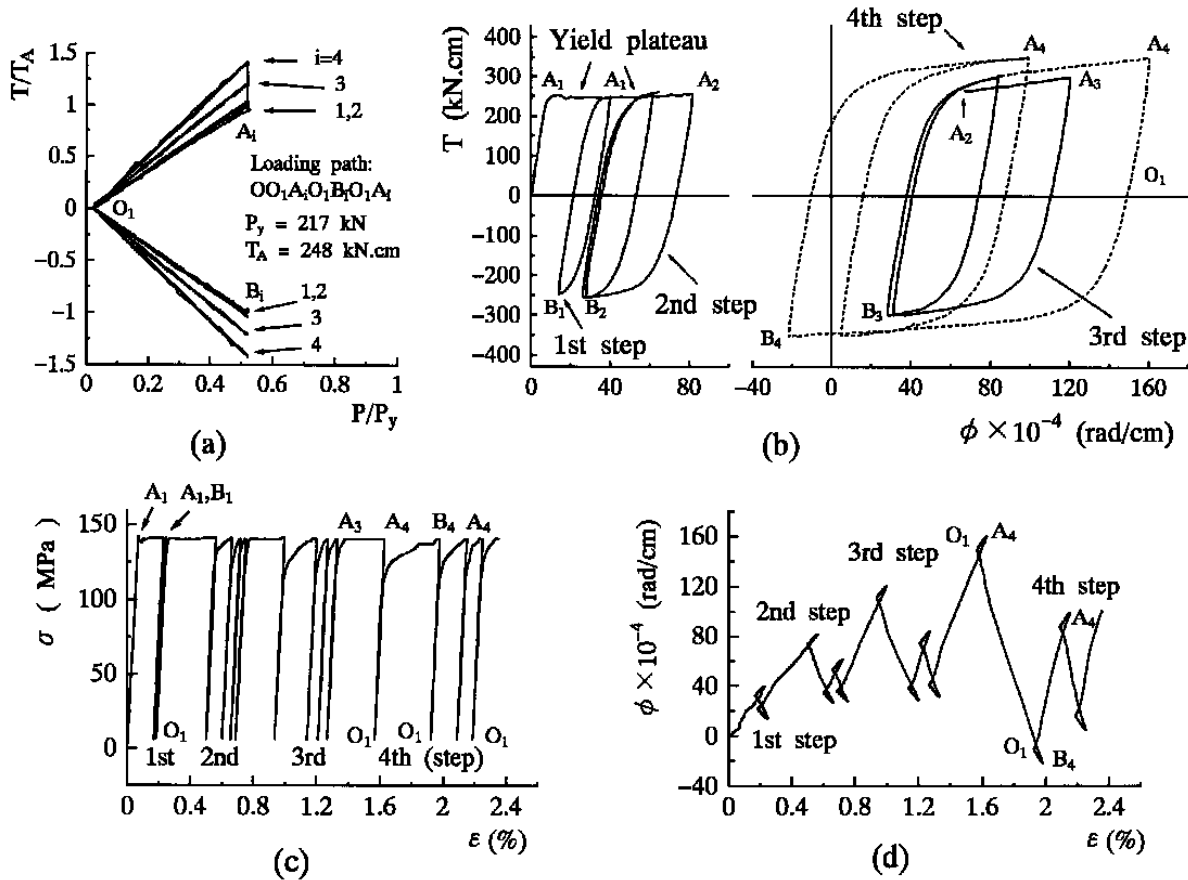 T/T_A
1.5
1
0.5
0
−0.5
−1
−1.5
i=4
3
1,2
A_i
O_1
Loading path:
OO_1A_iO_1B_iO_1A_i
P_y = 217 kN
T_A = 248 kN.cm
B_i
1,2
3
4
0 0.2 0.4 0.6 0.8 1
P/P_y
(a)
T (kN.cm)
400
300
200
100
0
−100
−200
−300
−400
Yield plateau
A_1 A_1 A_2
B_1 B_2
2nd step
1st step
0 40 80
4th step
A_4 A_4
A_3
A_2
O_1
B_3
B_4
3rd step
−40 0 40 80 120 160
(b)
ϕ × 10⁻⁴ (rad/cm)
σ ( MPa)
150
100
50
0
A_1 A_1,B_1
A_3 A_4 B_4 A_4
O_1 O_1 O_1 O_1
1st 2nd 3rd 4th (step)
0 0.4 0.8 1.2 1.6 2 2.4
ε (%)
(c)
ϕ × 10⁻⁴ (rad/cm)
160
120
80
40
0
−40
O_1 A_4
3rd step
2nd step
4th step
A_4
1st step
O_1 B_4
0 0.4 0.8 1.2 1.6 2 2.4
ε (%)
(d)